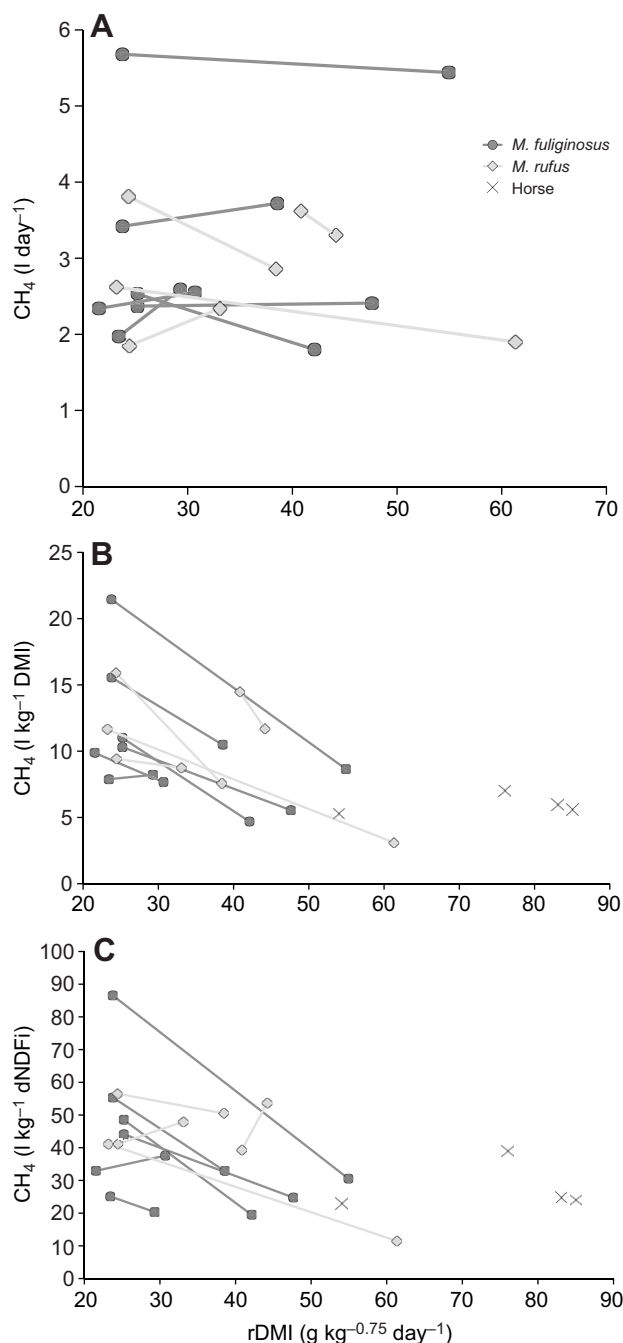 A
6
5
4
3
2
1
0
CH₄ (l day⁻¹)
M. fuliginosus
M. rufus
Horse
20 30 40 50 60 70
B
25
20
15
10
5
0
CH₄ (l kg⁻¹ DMI)
20 30 40 50 60 70 80 90
C
100
90
80
70
60
50
40
30
20
10
0
CH₄ (l kg⁻¹ dNDFi)
20 30 40 50 60 70 80 90
rDMI (g kg⁻⁰·⁷⁵ day⁻¹)